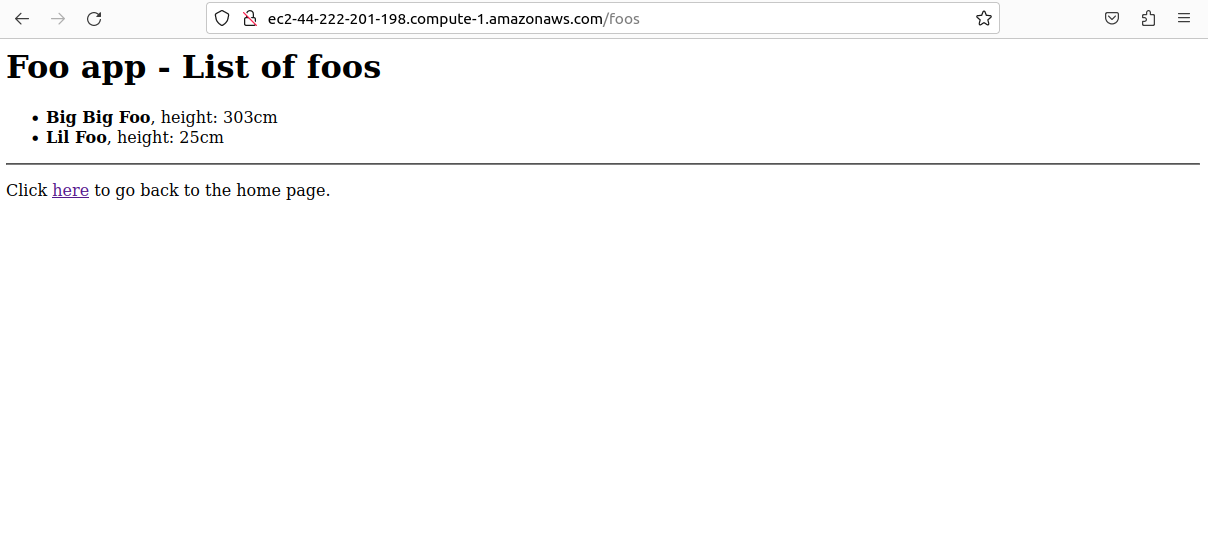 ec2-44-222-201-198.compute-1.amazonaws.com/foos
Foo app - List of foos
• Big Big Foo, height: 303cm
• Lil Foo, height: 25cm
Click here to go back to the home page.